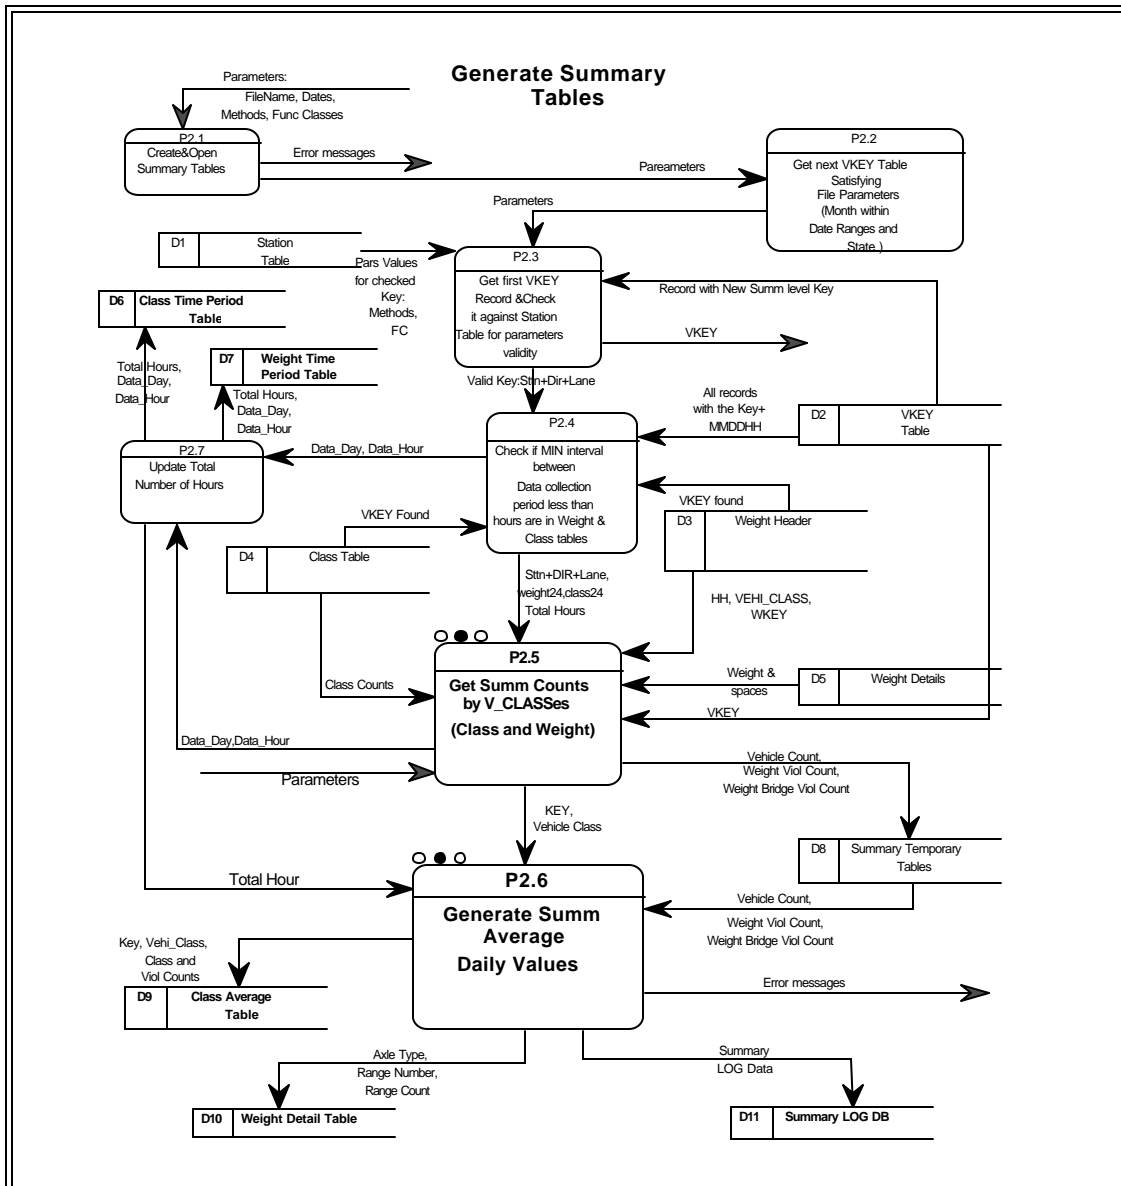 Generate Summary
Tables
Parameters:
FileName, Dates,
Methods, Func Classes
P2.1
Create&Open
Summary Tables
Error messages
Pareameters
P2.2
Get next VKEY Table
Satisfying
File Parameters
(Month within
Date Ranges and
State )
Parameters
D1
Station
Table
Pars Values
for checked
Key:
Methods,
FC
P2.3
Get first VKEY
Record &Check
it against Station
Table for parameters
validity
Record with New Summ level Key
VKEY
D6
Class Time Period
Table
D7
Weight Time
Period Table
Total Hours,
Data_Day,
Data_Hour
Total Hours,
Data_Day,
Data_Hour
Valid Key:Sttn+Dir+Lane
All records
with the Key+
MMDDHH
D2
VKEY
Table
P2.4
Check if MIN interval
between
Data collection
period less than
hours are in Weight &
Class tables
Data_Day, Data_Hour
P2.7
Update Total
Number of Hours
VKEY found
D3
Weight Header
VKEY Found
D4
Class Table
Sttn+DIR+Lane,
weight24,class24
Total Hours
HH, VEHI_CLASS,
WKEY
P2.5
Get Summ Counts
by V_CLASSes
(Class and Weight)
Class Counts
Weight &
spaces
D5
Weight Details
VKEY
Data_Day,Data_Hour
Parameters
Vehicle Count,
Weight Viol Count,
Weight Bridge Viol Count
KEY,
Vehicle Class
D8
Summary Temporary
Tables
P2.6
Generate Summ
Average
Daily Values
Total Hour
Vehicle Count,
Weight Viol Count,
Weight Bridge Viol Count
Key, Vehi_Class,
Class and
Viol Counts
D9
Class Average
Table
Error messages
Axle Type,
Range Number,
Range Count
Summary
LOG Data
D10
Weight Detail Table
D11
Summary LOG DB